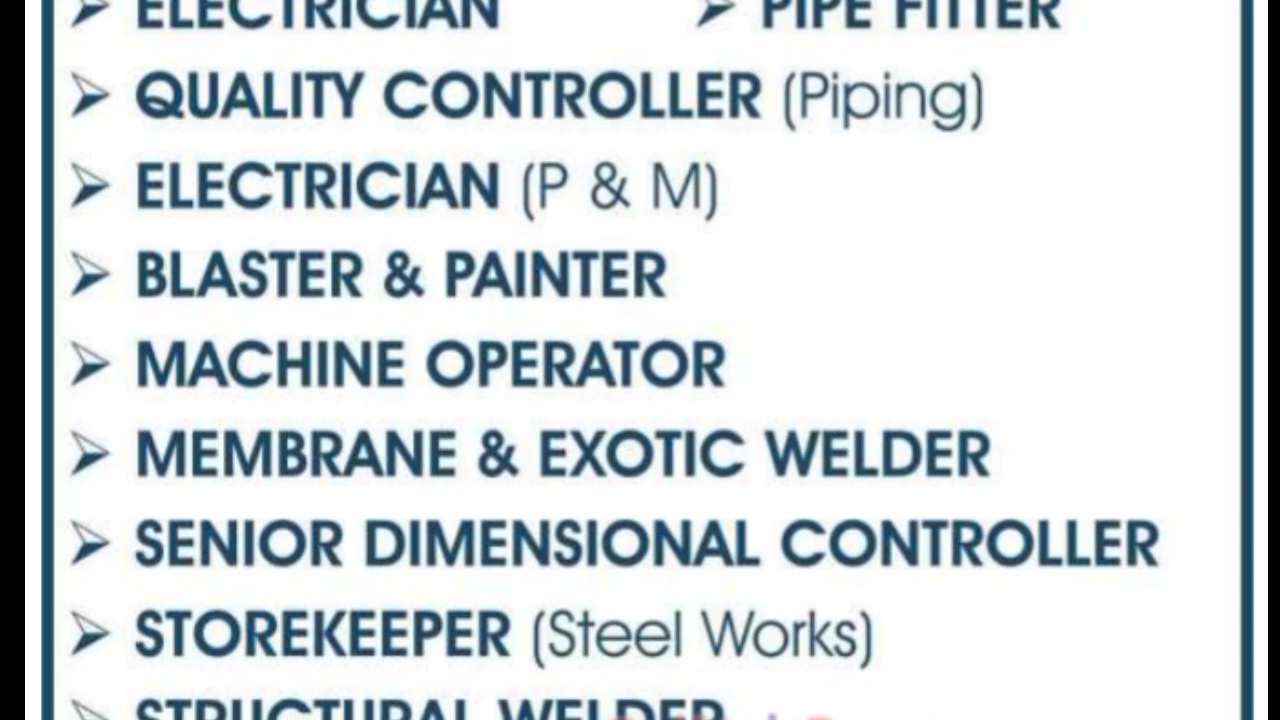 ➢ ELECTRICIAN ➢ PIPE FITTER
➢ QUALITY CONTROLLER (Piping)
➢ ELECTRICIAN (P & M)
➢ BLASTER & PAINTER
➢ MACHINE OPERATOR
➢ MEMBRANE & EXOTIC WELDER
➢ SENIOR DIMENSIONAL CONTROLLER
➢ STOREKEEPER (Steel Works)
➢ STRUCTURAL WELDER